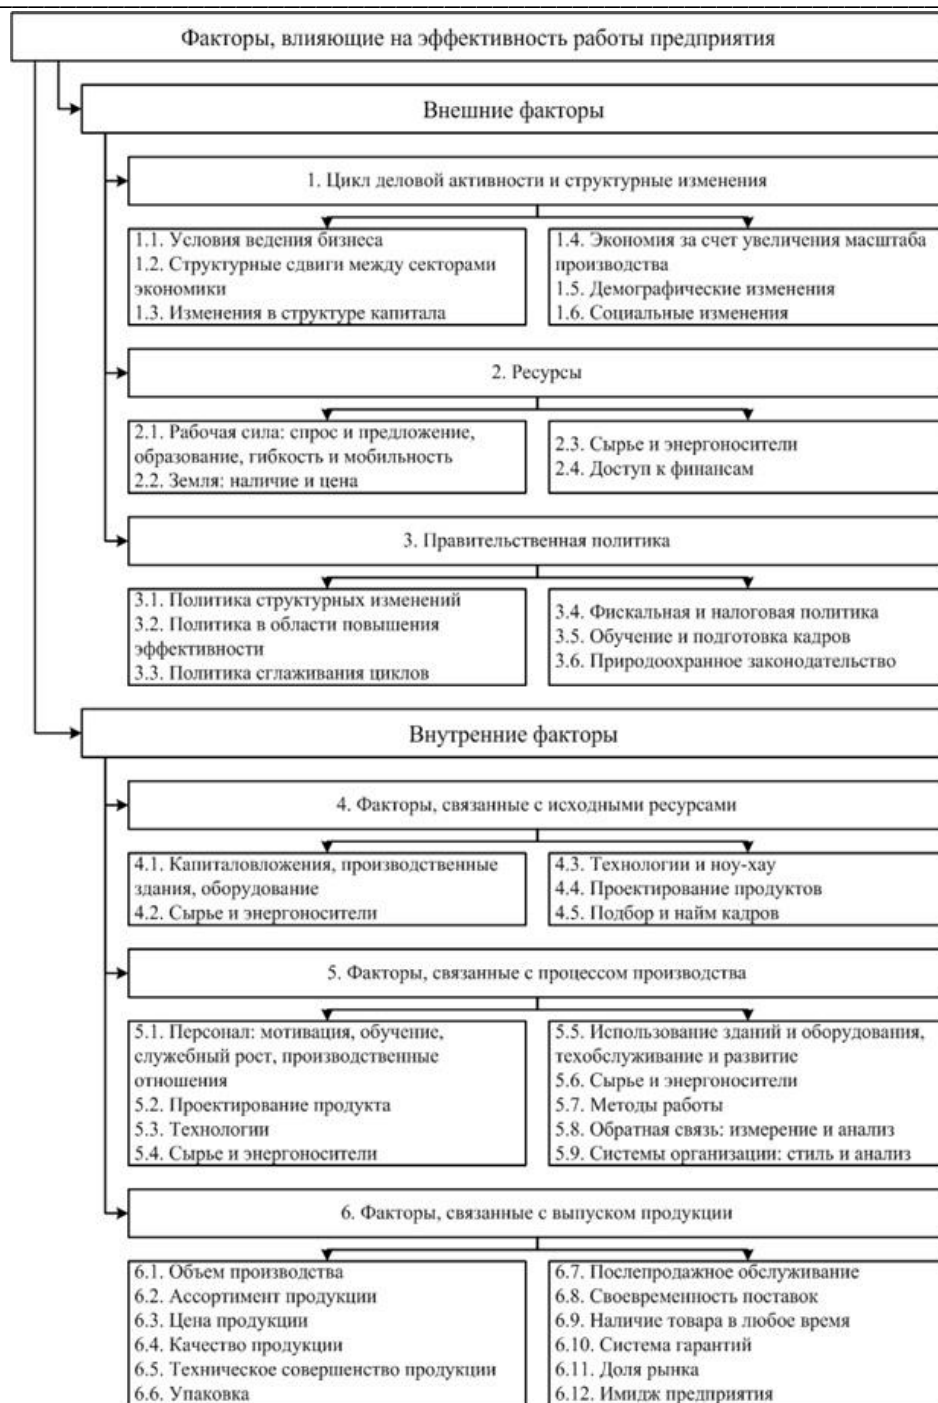 Факторы, влияющие на эффективность работы предприятия
Внешние факторы
1. Цикл деловой активности и структурные изменения
1.1. Условия ведения бизнеса
1.2. Структурные сдвиги между секторами
экономики
1.3. Изменения в структуре капитала
1.4. Экономия за счет увеличения масштаба
производства
1.5. Демографические изменения
1.6. Социальные изменения
2. Ресурсы
2.1. Рабочая сила: спрос и предложение,
образование, гибкость и мобильность
2.2. Земля: наличие и цена
2.3. Сырье и энергоносители
2.4. Доступ к финансам
3. Правительственная политика
3.1. Политика структурных изменений
3.2. Политика в области повышения
эффективности
3.3. Политика сглаживания циклов
3.4. Фискальная и налоговая политика
3.5. Обучение и подготовка кадров
3.6. Природоохранное законодательство
Внутренние факторы
4. Факторы, связанные с исходными ресурсами
4.1. Капиталовложения, производственные
здания, оборудование
4.2. Сырье и энергоносители
4.3. Технологии и ноу-хау
4.4. Проектирование продуктов
4.5. Подбор и найм кадров
5. Факторы, связанные с процессом производства
5.1. Персонал: мотивация, обучение,
служебный рост, производственные
отношения
5.2. Проектирование продукта
5.3. Технологии
5.4. Сырье и энергоносители
5.5. Использование зданий и оборудования,
техобслуживание и развитие
5.6. Сырье и энергоносители
5.7. Методы работы
5.8. Обратная связь: измерение и анализ
5.9. Системы организации: стиль и анализ
6. Факторы, связанные с выпуском продукции
6.1. Объем производства
6.2. Ассортимент продукции
6.3. Цена продукции
6.4. Качество продукции
6.5. Техническое совершенство продукции
6.6. Упаковка
6.7. Послепродажное обслуживание
6.8. Своевременность поставок
6.9. Наличие товара в любое время
6.10. Система гарантий
6.11. Доля рынка
6.12. Имидж предприятия